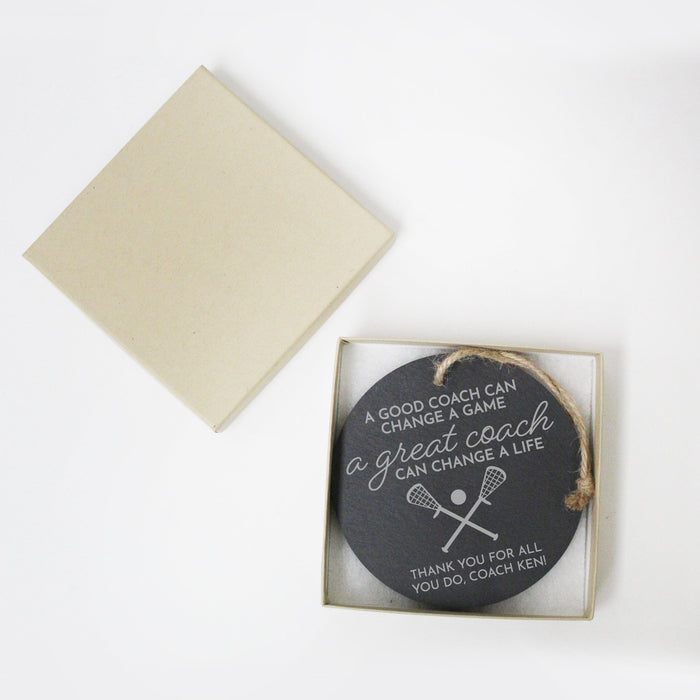 A GOOD COACH CAN
CHANGE A GAME
a great coach
CAN CHANGE A LIFE
THANK YOU FOR ALL
YOU DO, COACH KEN!